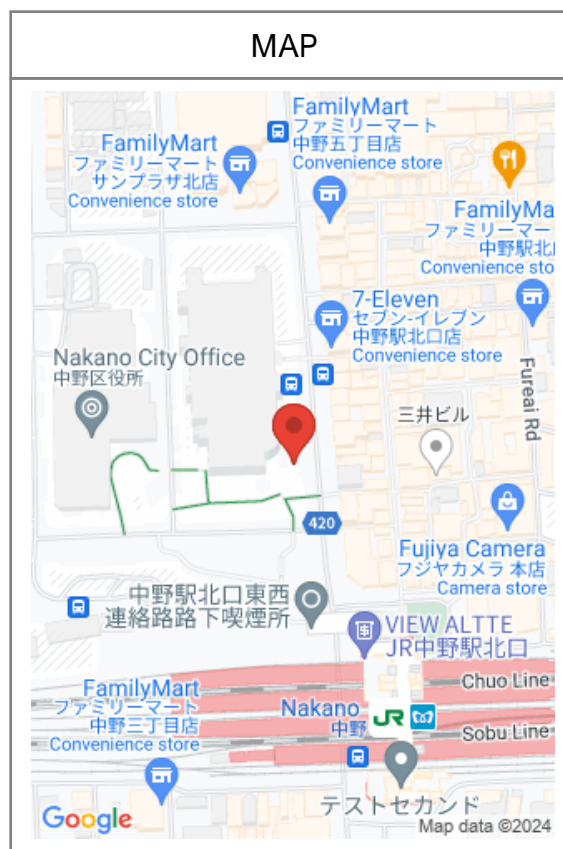 MAP
FamilyMart
ファミリーマート
中野五丁目店
Convenience store
FamilyMart
ファミリーマート
サンプラザ北店
Convenience store
FamilyMa
ファミリーマー
中野駅北
Convenience sto
7-Eleven
セブン-イレブン
中野駅北口店
Convenience store
Fureai Rd
Nakano City Office
中野区役所
三井ビル
420
Fujiya Camera
フジヤカメラ 本店
Camera store
中野駅北口東西
連絡路路下喫煙所
VIEW ALTTE
JR中野駅北口
Chuo Line
FamilyMart
ファミリーマート
中野三丁目店
Convenience store
Nakano
中野
JR
Sobu Line
テストセカンド
Google
Map data ©2024